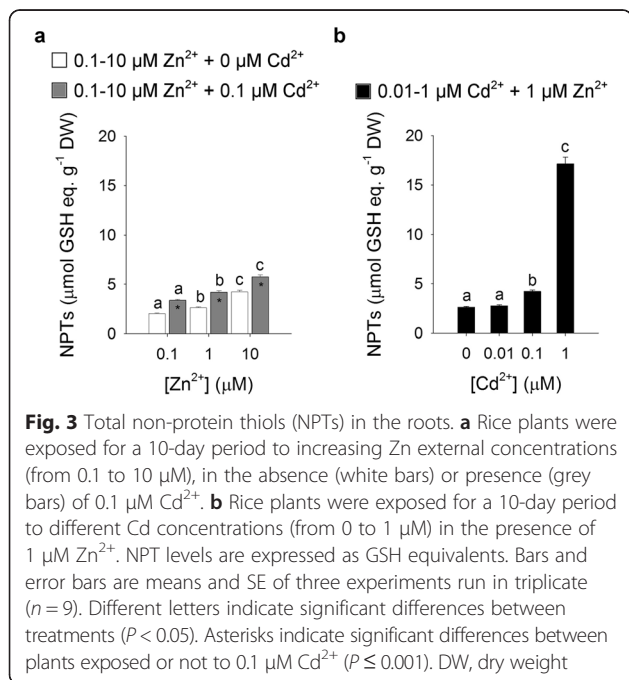 a
0.1-10 µM Zn²⁺ + 0 µM Cd²⁺
0.1-10 µM Zn²⁺ + 0.1 µM Cd²⁺
NPTs (µmol GSH eq. g⁻¹ DW)
20
15
10
5
0
a a b b c c
* * *
0.1 1 10
[Zn²⁺] (µM)
b
0.01-1 µM Cd²⁺ + 1 µM Zn²⁺
NPTs (µmol GSH eq. g⁻¹ DW)
20
15
10
5
0
a a b c
0 0.01 0.1 1
[Cd²⁺] (µM)
Fig. 3 Total non-protein thiols (NPTs) in the roots. a Rice plants were
exposed for a 10-day period to increasing Zn external concentrations
(from 0.1 to 10 µM), in the absence (white bars) or presence (grey
bars) of 0.1 µM Cd²⁺. b Rice plants were exposed for a 10-day period
to different Cd concentrations (from 0 to 1 µM) in the presence of
1 µM Zn²⁺. NPT levels are expressed as GSH equivalents. Bars and
error bars are means and SE of three experiments run in triplicate
(n = 9). Different letters indicate significant differences between
treatments (P < 0.05). Asterisks indicate significant differences between
plants exposed or not to 0.1 µM Cd²⁺ (P ≤ 0.001). DW, dry weight